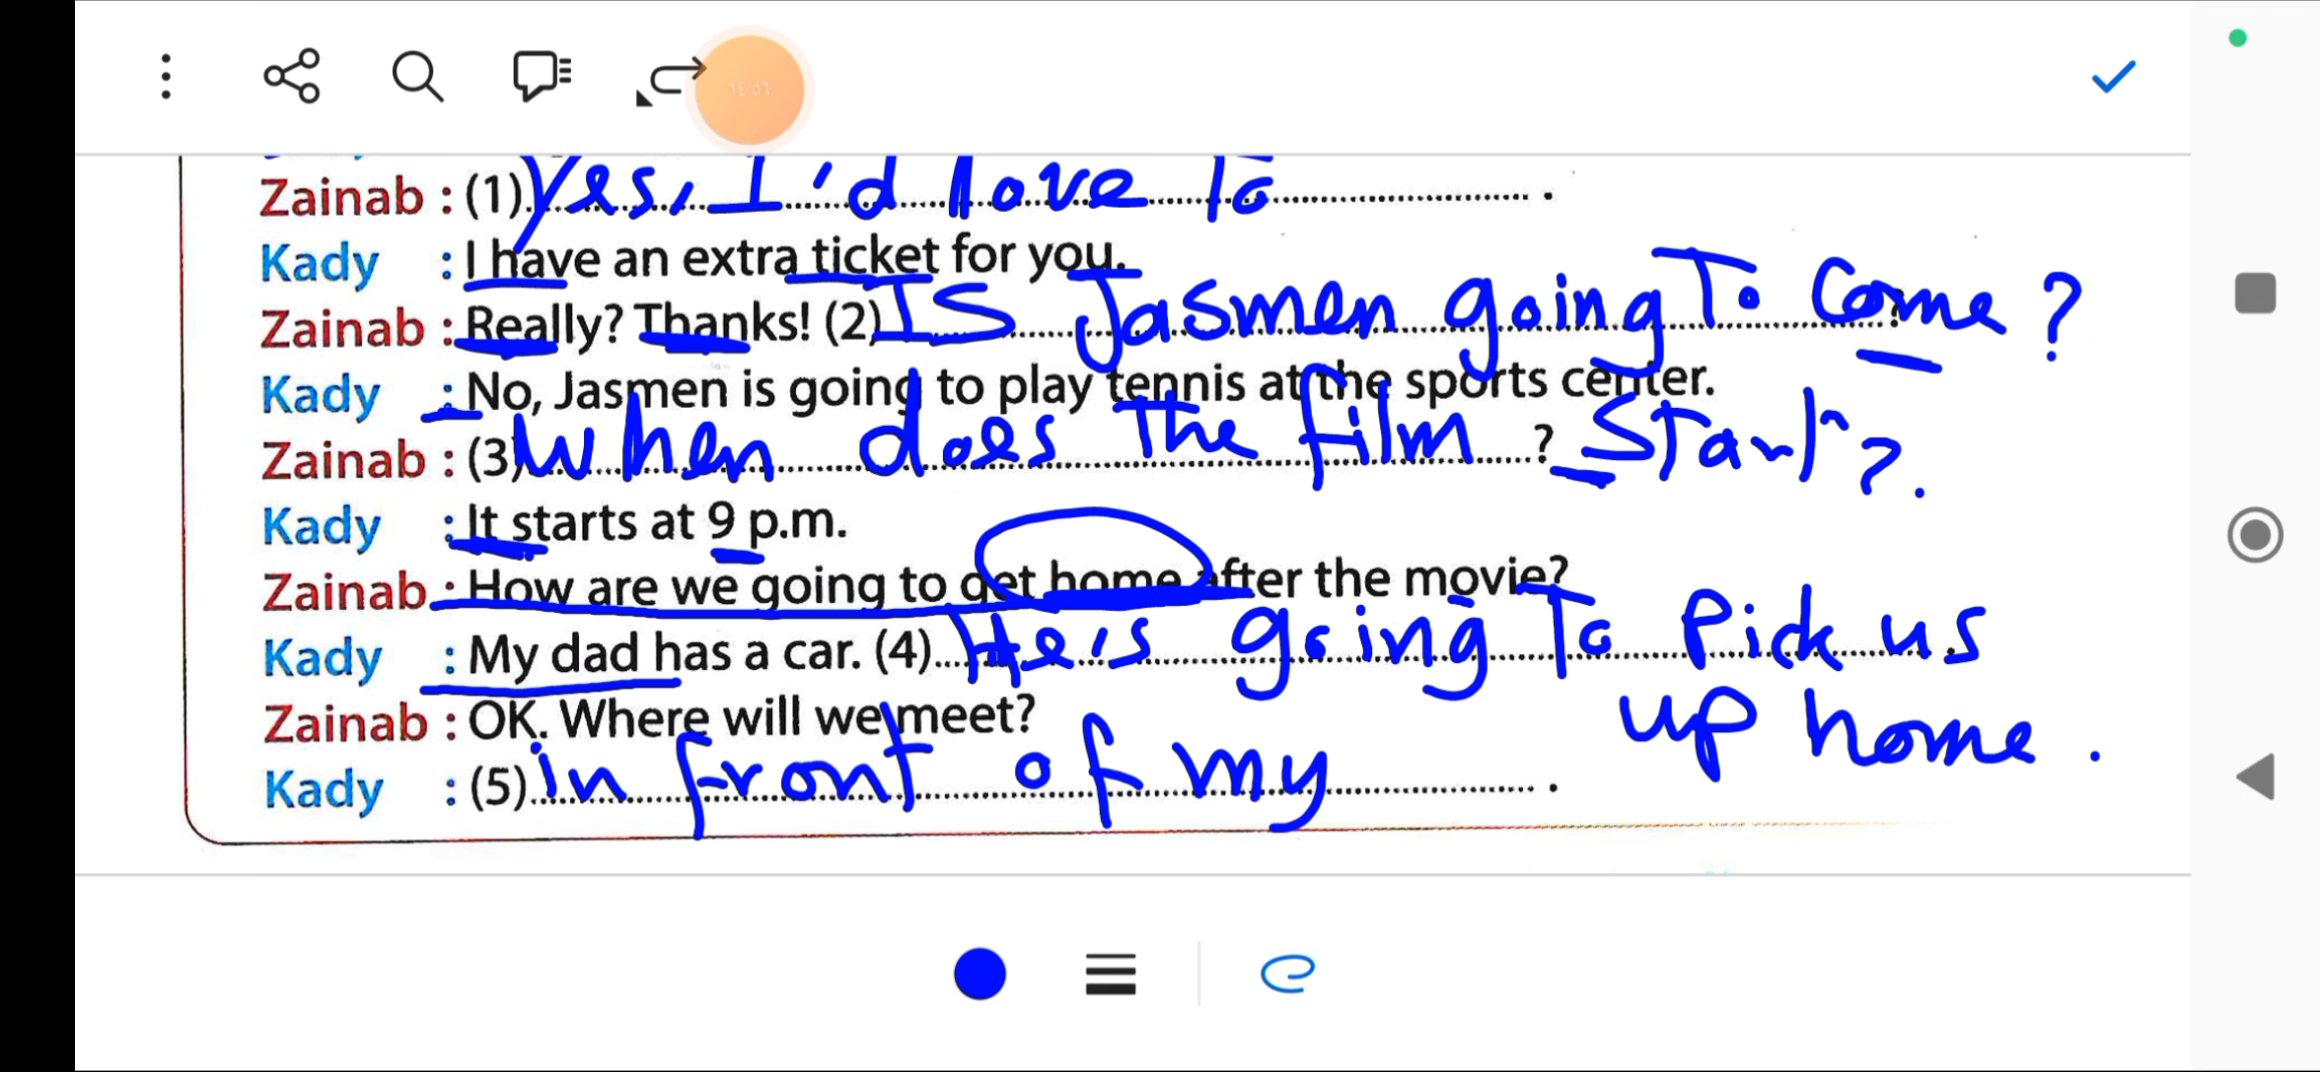 ١٤:٥٦
Zainab : (1) Yes, I'd love To .
Kady : I have an extra ticket for you.
Zainab : Really? Thanks! (2) IS Jasmen going To Come ?
Kady : No, Jasmen is going to play tennis at the sports center.
Zainab : (3) When does The film ? Start ?.
Kady : It starts at 9 p.m.
Zainab : How are we going to get home after the movie?
Kady : My dad has a car. (4) He is going To Pick us
up home .
Zainab : OK. Where will we meet?
Kady : (5) in front of my .